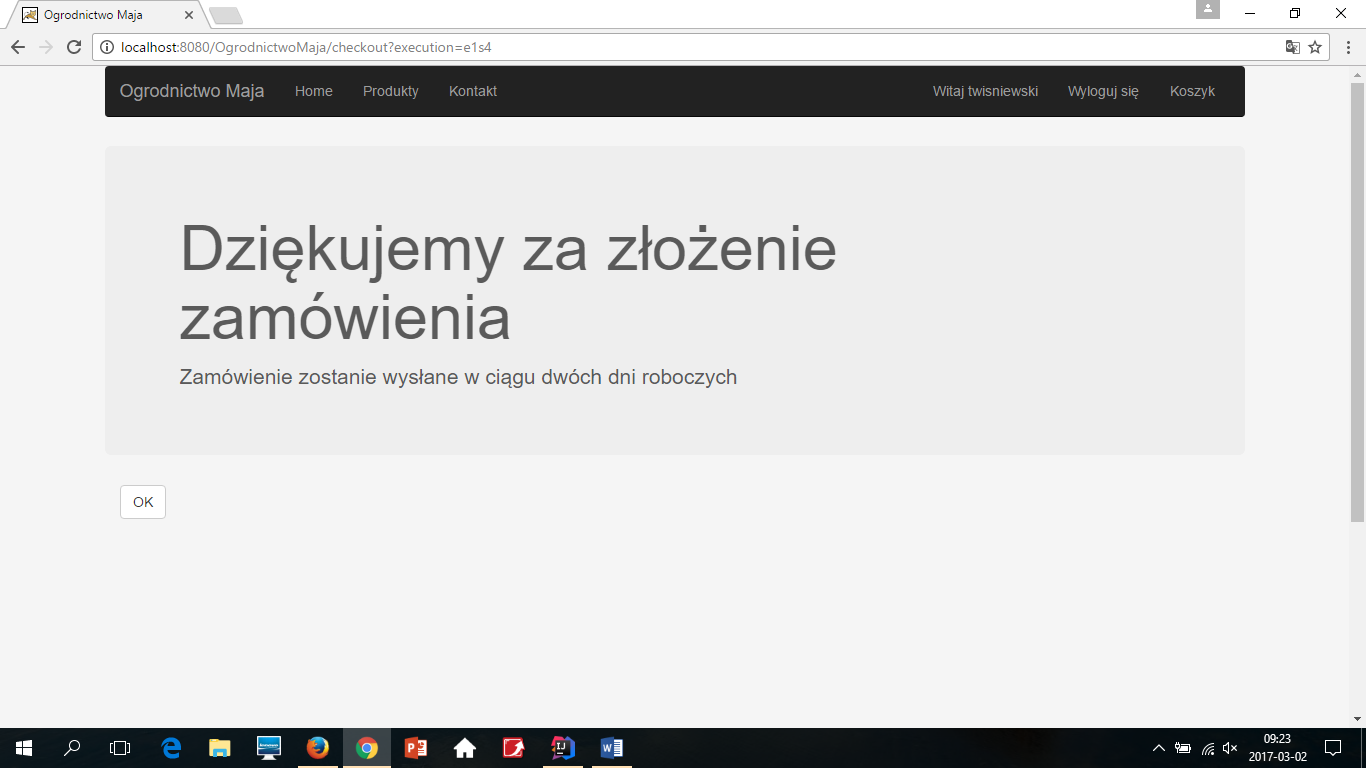 Ogrodnictwo Maja
localhost:8080/OgrodnictwoMaja/checkout?execution=e1s4
Ogrodnictwo Maja Home Produkty Kontakt Witaj twisniewski Wyloguj się Koszyk
Dziękujemy za złożenie
zamówienia
Zamówienie zostanie wysłane w ciągu dwóch dni roboczych
OK
09:23
2017-03-02